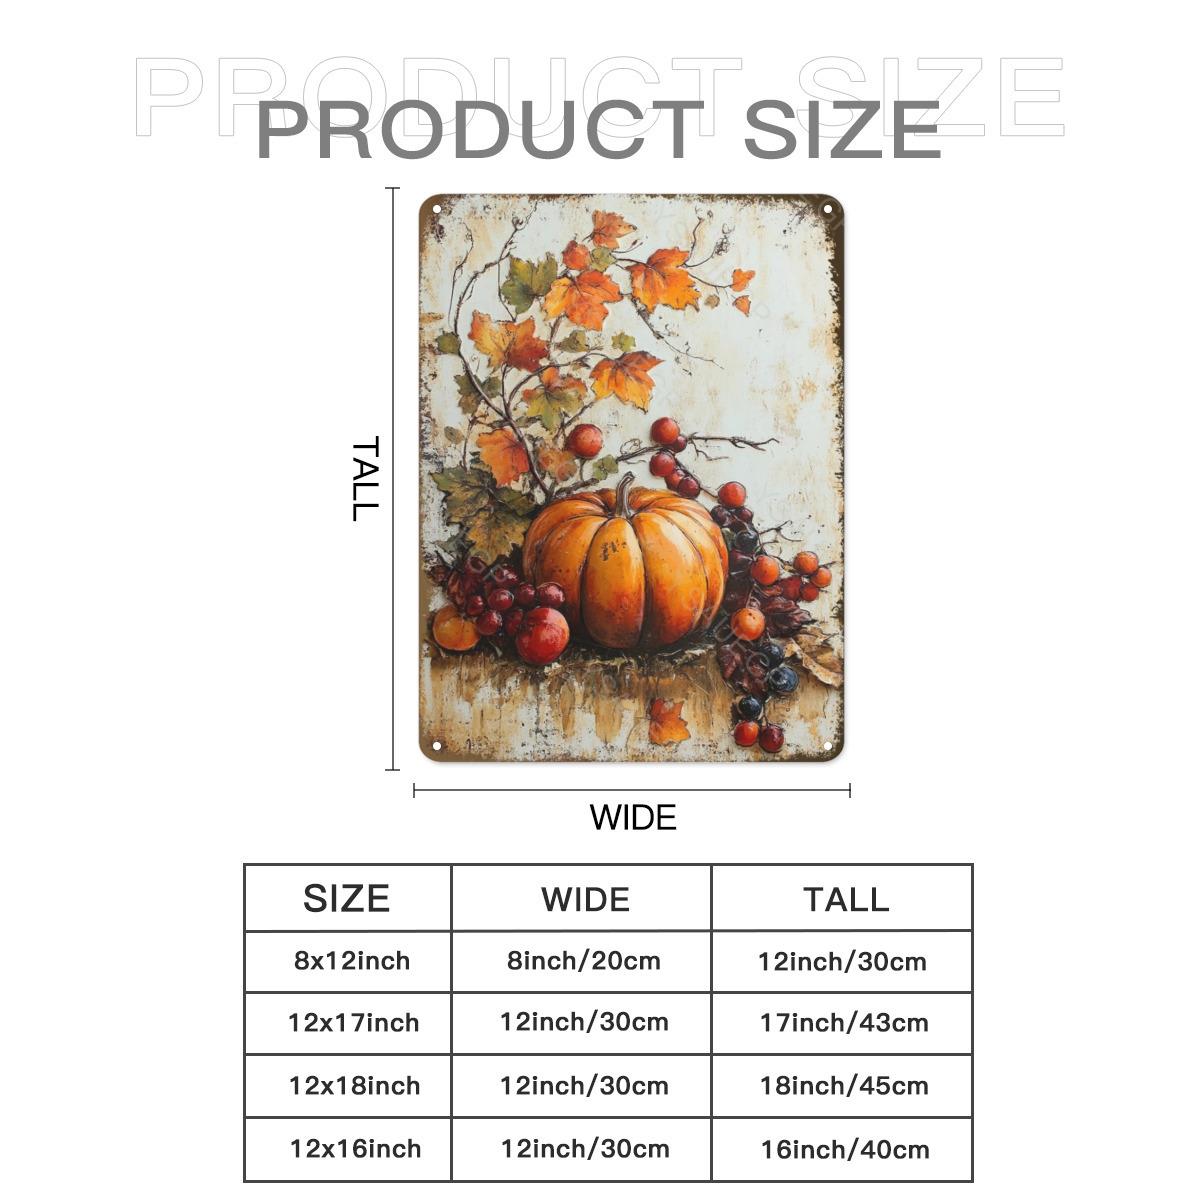 PRODUCT SIZE
PRODUCT SIZE
TALL
WIDE
SIZE WIDE TALL
8x12inch 8inch/20cm 12inch/30cm
12x17inch 12inch/30cm 17inch/43cm
12x18inch 12inch/30cm 18inch/45cm
12x16inch 12inch/30cm 16inch/40cm